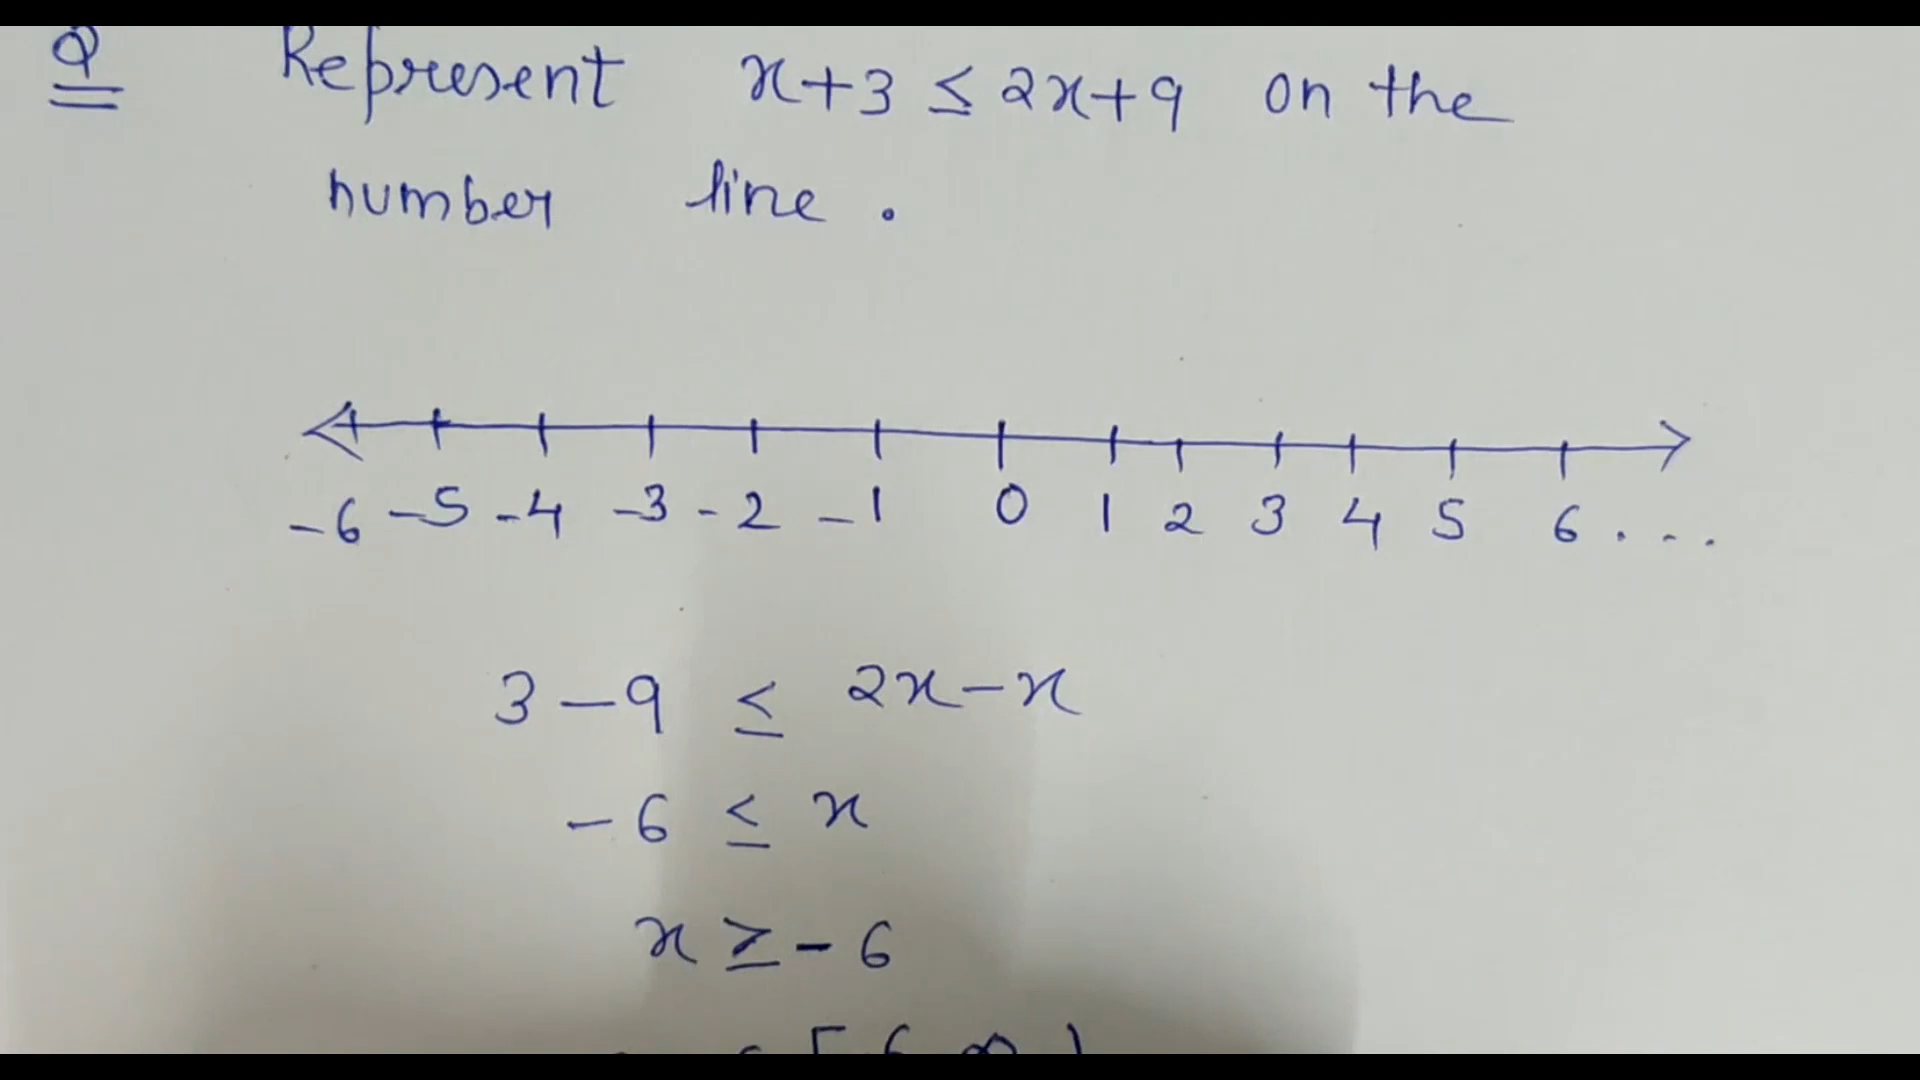 Q Represent x+3 ≤ 2x+9 on the
number line.
-6 -5 -4 -3 -2 -1 0 1 2 3 4 5 6 ...
3-9 ≤ 2x-x
-6 ≤ x
x ≥ -6